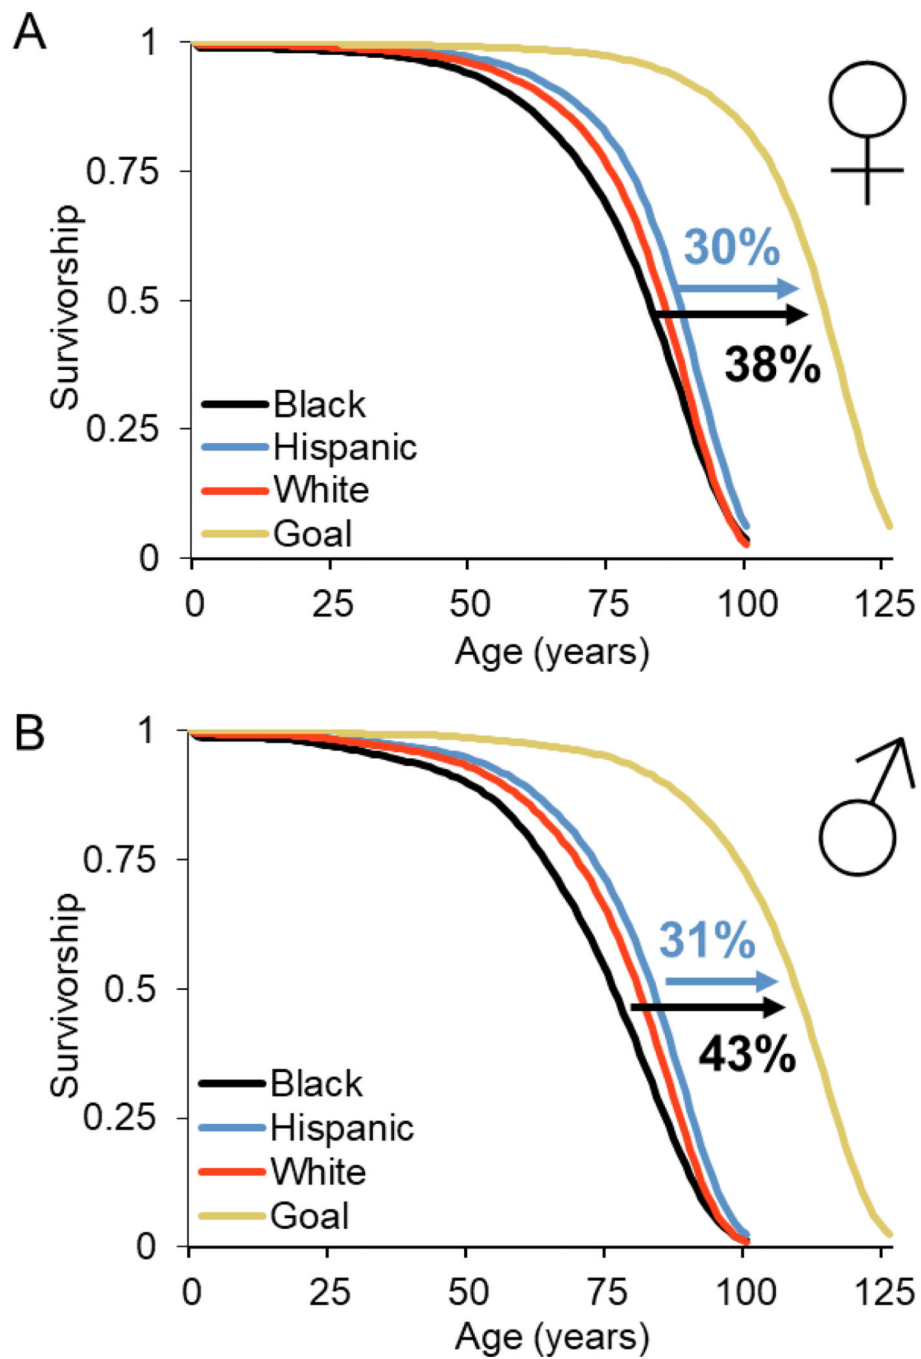 A
1
0.75
30%
0.5
38%
Survivorship
Black
0.25
Hispanic
White
Goal
0
0 25 50 75 100 125
Age (years)
B
1
0.75
31%
0.5
43%
Survivorship
Black
0.25
Hispanic
White
Goal
0
0 25 50 75 100 125
Age (years)